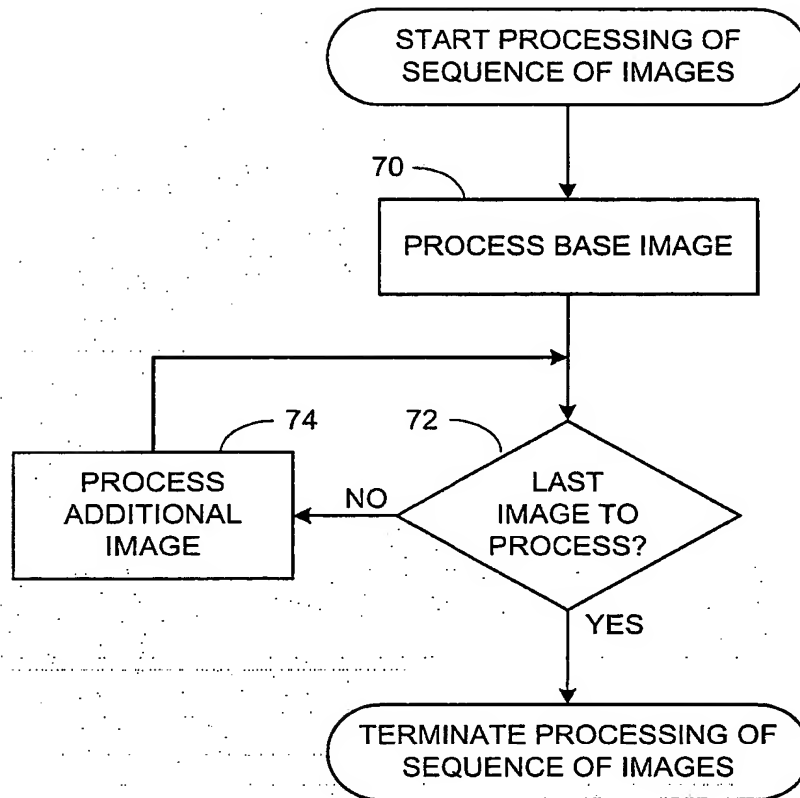 START PROCESSING OF
SEQUENCE OF IMAGES
70
PROCESS BASE IMAGE
74
72
PROCESS
ADDITIONAL
IMAGE
NO
LAST
IMAGE TO
PROCESS?
YES
TERMINATE PROCESSING OF
SEQUENCE OF IMAGES